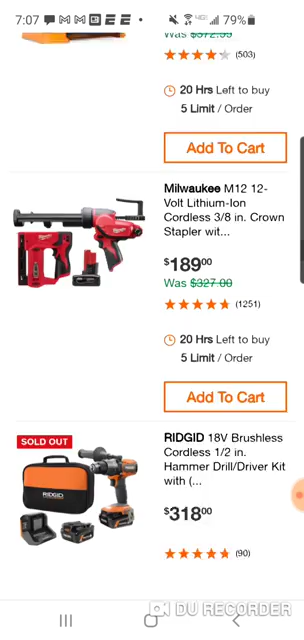 7:07
79%
Was $372.95
(503)
20 Hrs Left to buy
5 Limit / Order
Add To Cart
Milwaukee M12 12-
Volt Lithium-Ion
Cordless 3/8 in. Crown
Stapler wit...
$189.00
Was $327.00
(1251)
20 Hrs Left to buy
5 Limit / Order
Add To Cart
SOLD OUT
RIDGID 18V Brushless
Cordless 1/2 in.
Hammer Drill/Driver Kit
with (...
RIDGID
$318.00
(90)
DU RECORDER